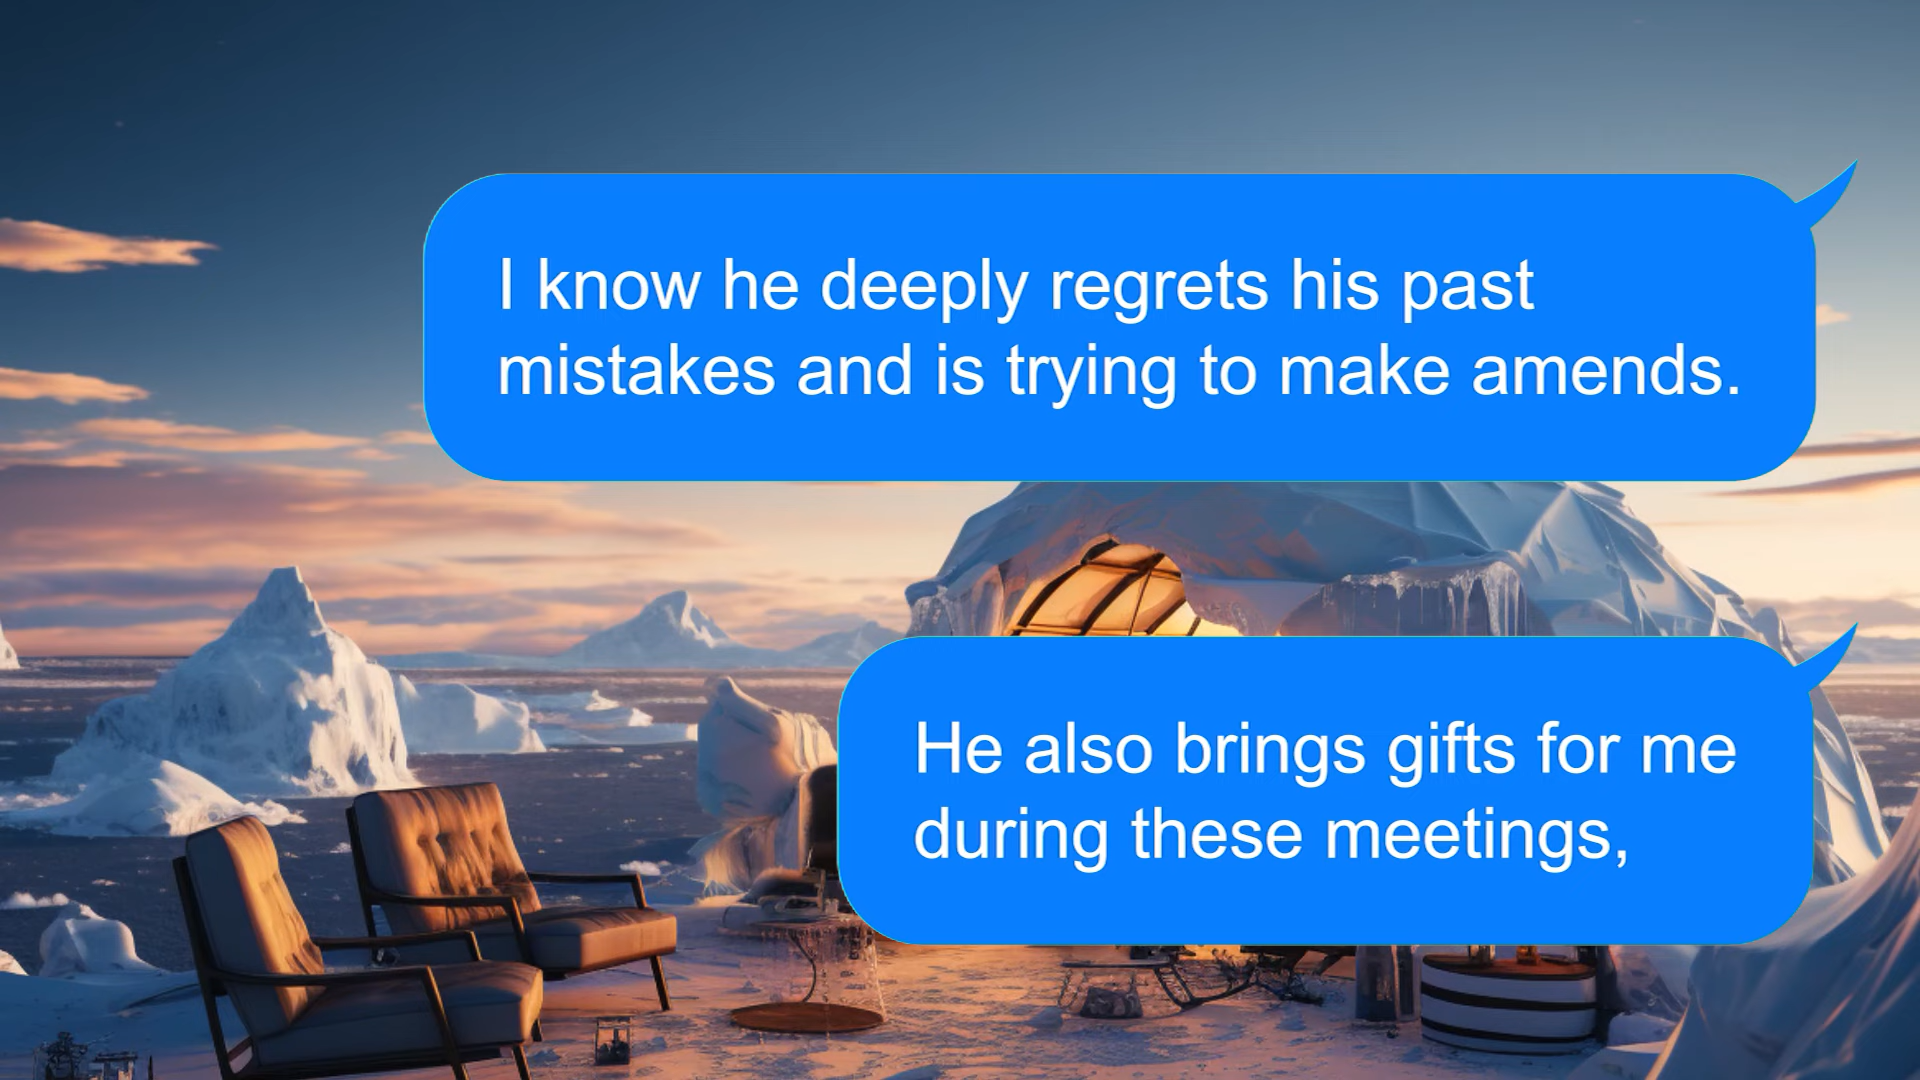 I know he deeply regrets his past
mistakes and is trying to make amends.
He also brings gifts for me
during these meetings,